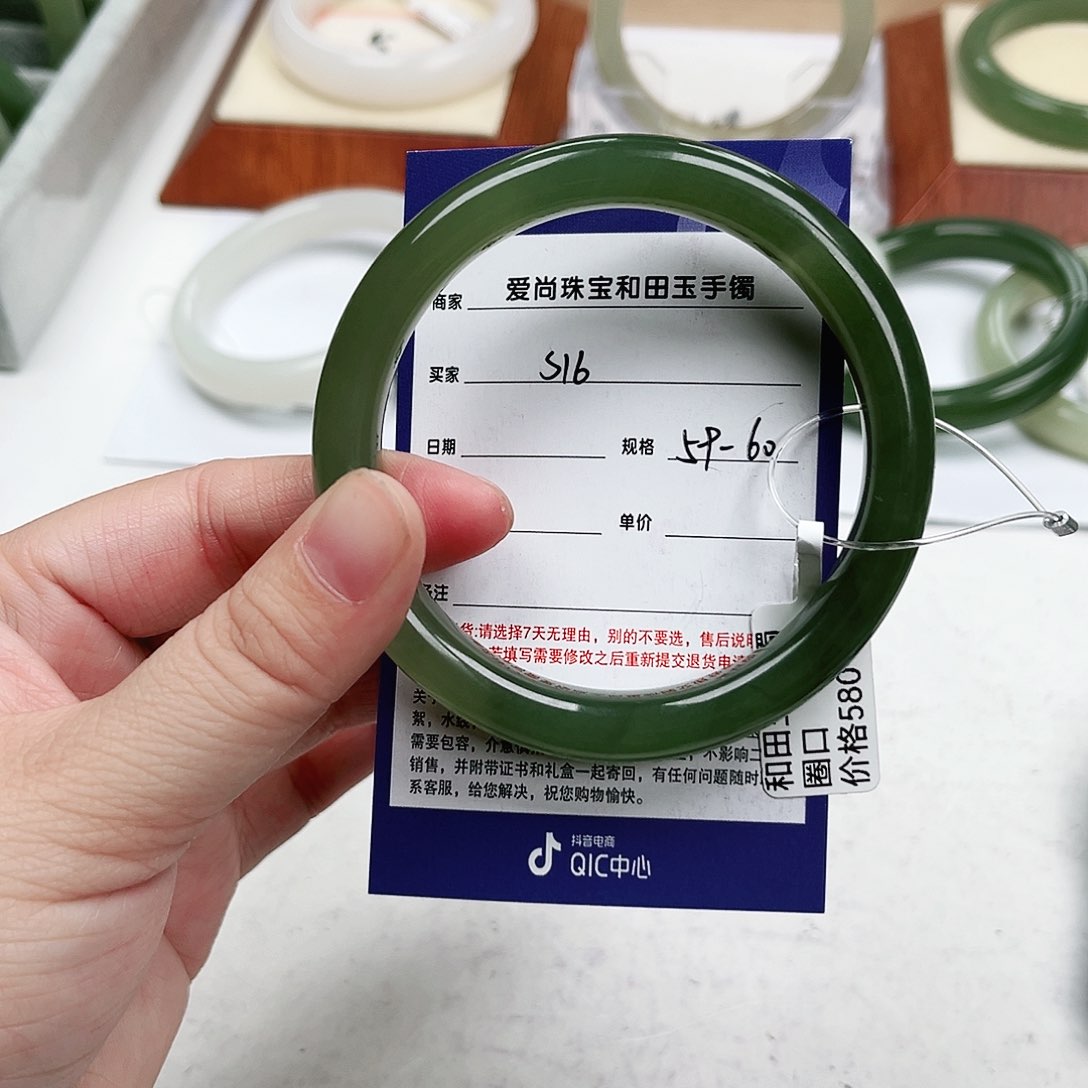 商家 爱尚珠宝和田玉手镯
买家 S16
日期
规格 59-60
单价
注
货:请选择7天无理由，别的不要选，售后说
若填写需要修改之后重新提交退货申
关
絮，水线
需要包容，介意 不影响
销售，并附带证书和礼盒一起寄回，有任何问题随时
系客服，给您解决，祝您购物愉快。
和田
圈口
价格580
抖音电商
QIC中心